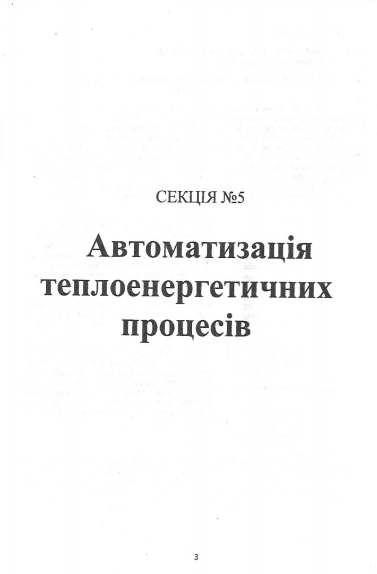 СЕКЦІЯ №5
Автоматизація
теплоенергетичних
процесів
3